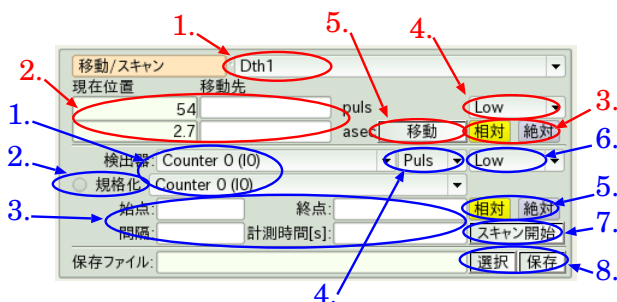 1. 5. 4.
移動/スキャン Dth1
2. 現在位置 移動先
54 puls Low 3.
1. 2.7 asec 移動 相対 絶対
検出器: Counter 0 (I0) Puls Low 6.
2. 規格化 Counter 0 (I0)
3. 始点: 終点: 相対 絶対 5.
間隔: 計測時間[s]: スキャン開始 7.
保存ファイル: 選択 保存 8.
4.